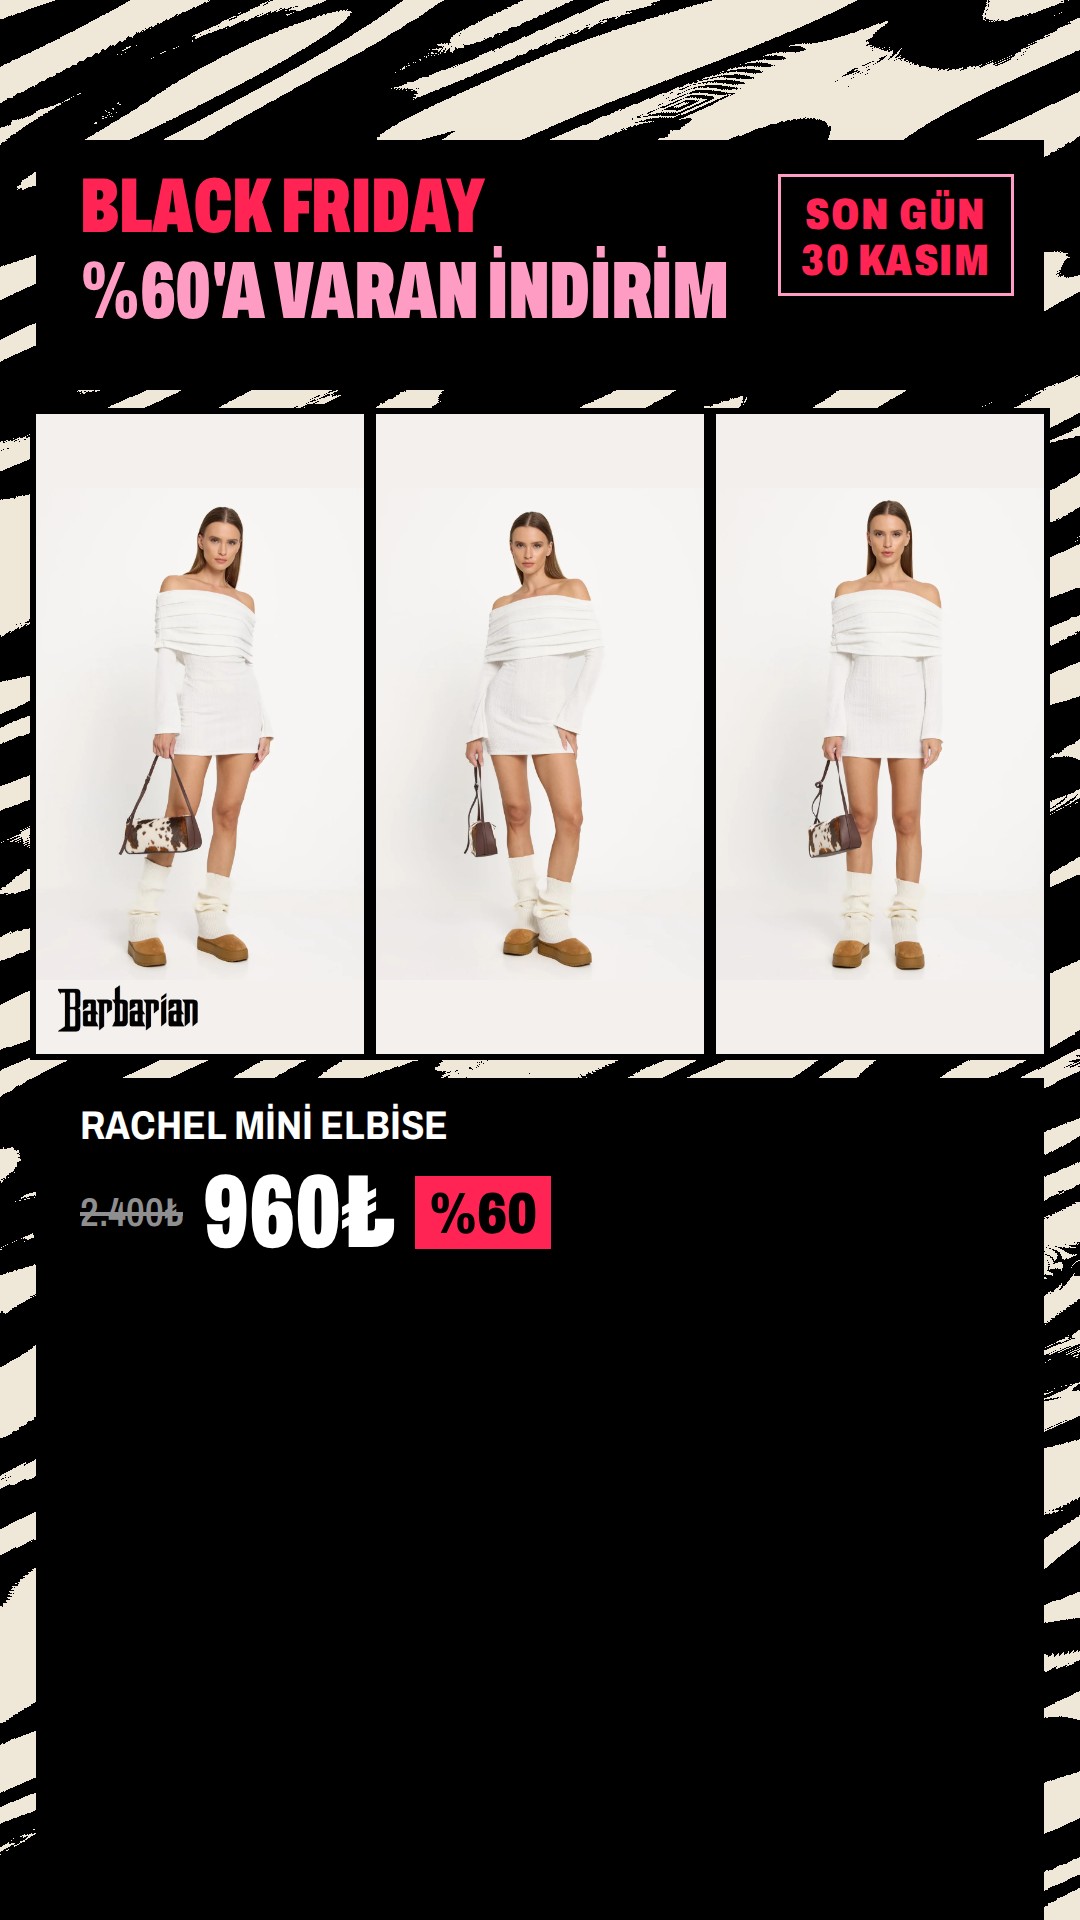 BLACK FRIDAY
%60'A VARAN İNDİRİM
SON GÜN
30 KASIM
Barbarian
RACHEL MİNİ ELBİSE
2.400₺ 960₺ %60